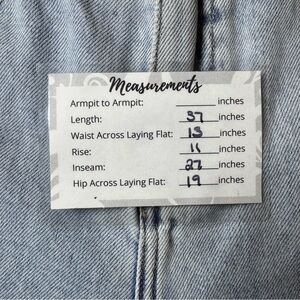 Measurements
Armpit to Armpit: ______ inches
Length: 37 inches
Waist Across Laying Flat: 13 inches
Rise: 11 inches
Inseam: 27 inches
Hip Across Laying Flat: 19 inches